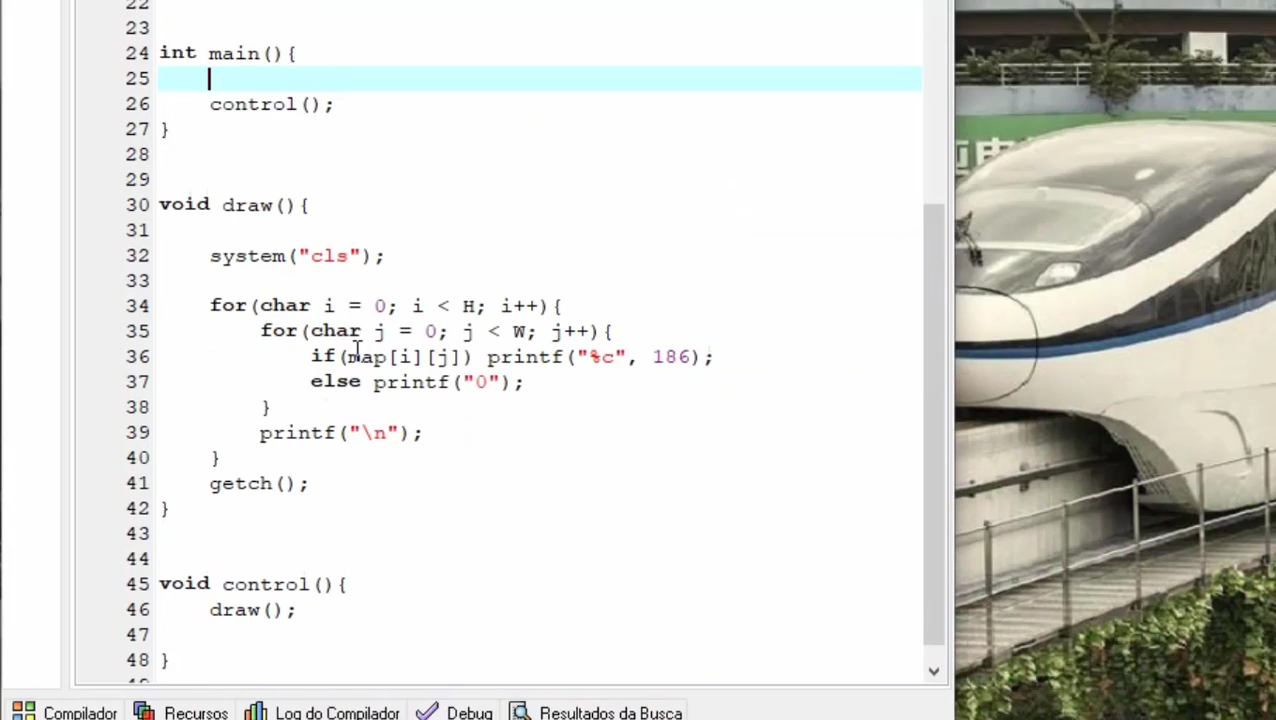 22
23
24 int main(){
25
26 control();
27 }
28
29
30 void draw(){
31
32 system("cls");
33
34 for(char i = 0; i < H; i++){
35 for(char j = 0; j < W; j++){
36 if(map[i][j]) printf("%c", 186);
37 else printf("0");
38 }
39 printf("\n");
40 }
41 getch();
42 }
43
44
45 void control(){
46 draw();
47
48 }
Compilador Recursos Log do Compilador Debug Resultados da Busca